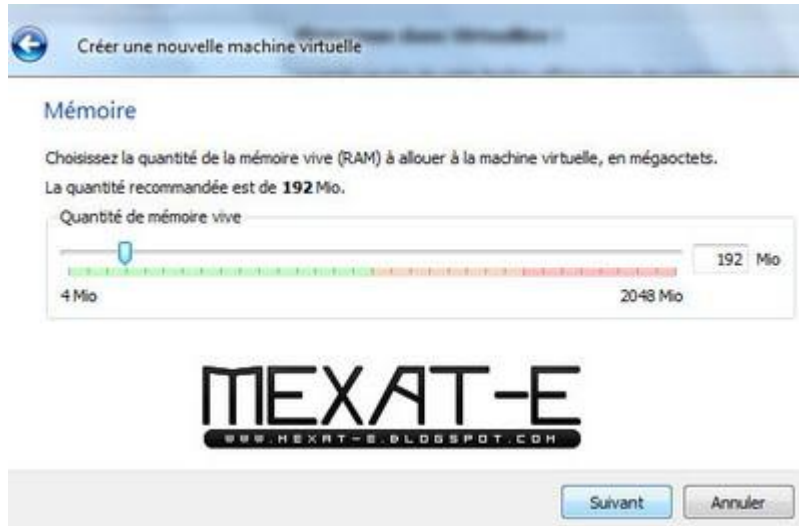 Créer une nouvelle machine virtuelle
Mémoire
Choisissez la quantité de la mémoire vive (RAM) à allouer à la machine virtuelle, en mégaoctets.
La quantité recommandée est de 192 Mio.
Quantité de mémoire vive
192 Mio
4 Mio 2048 Mio
MEXAT-E
WWW.MEXAT-E.BLOGSPOT.COM
Suivant Annuler